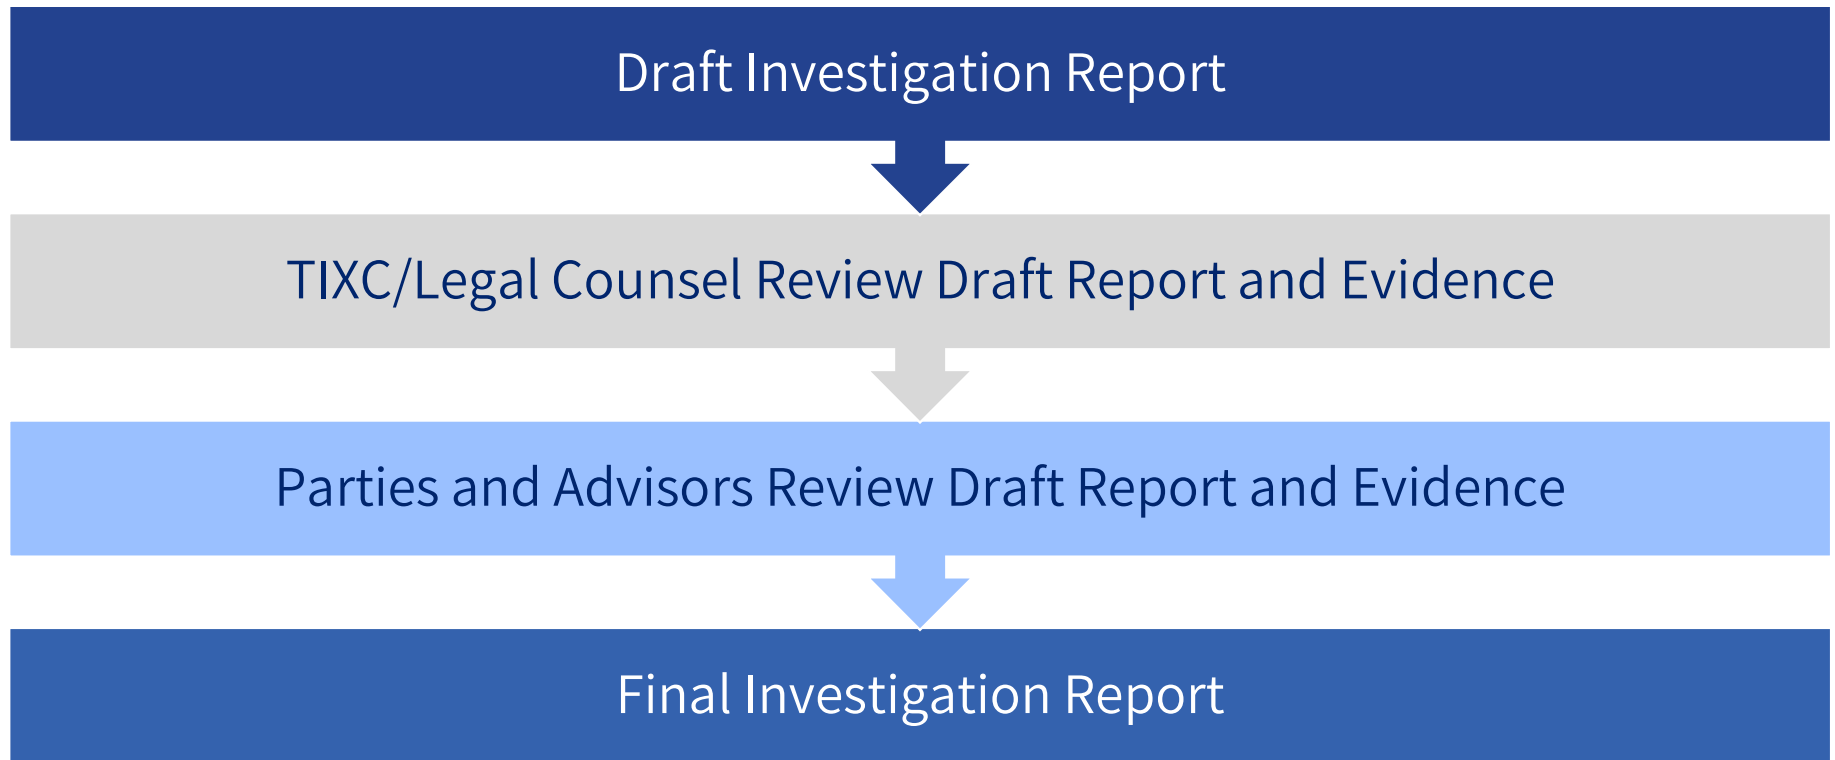 Draft Investigation Report
TIXC/Legal Counsel Review Draft Report and Evidence
Parties and Advisors Review Draft Report and Evidence
Final Investigation Report